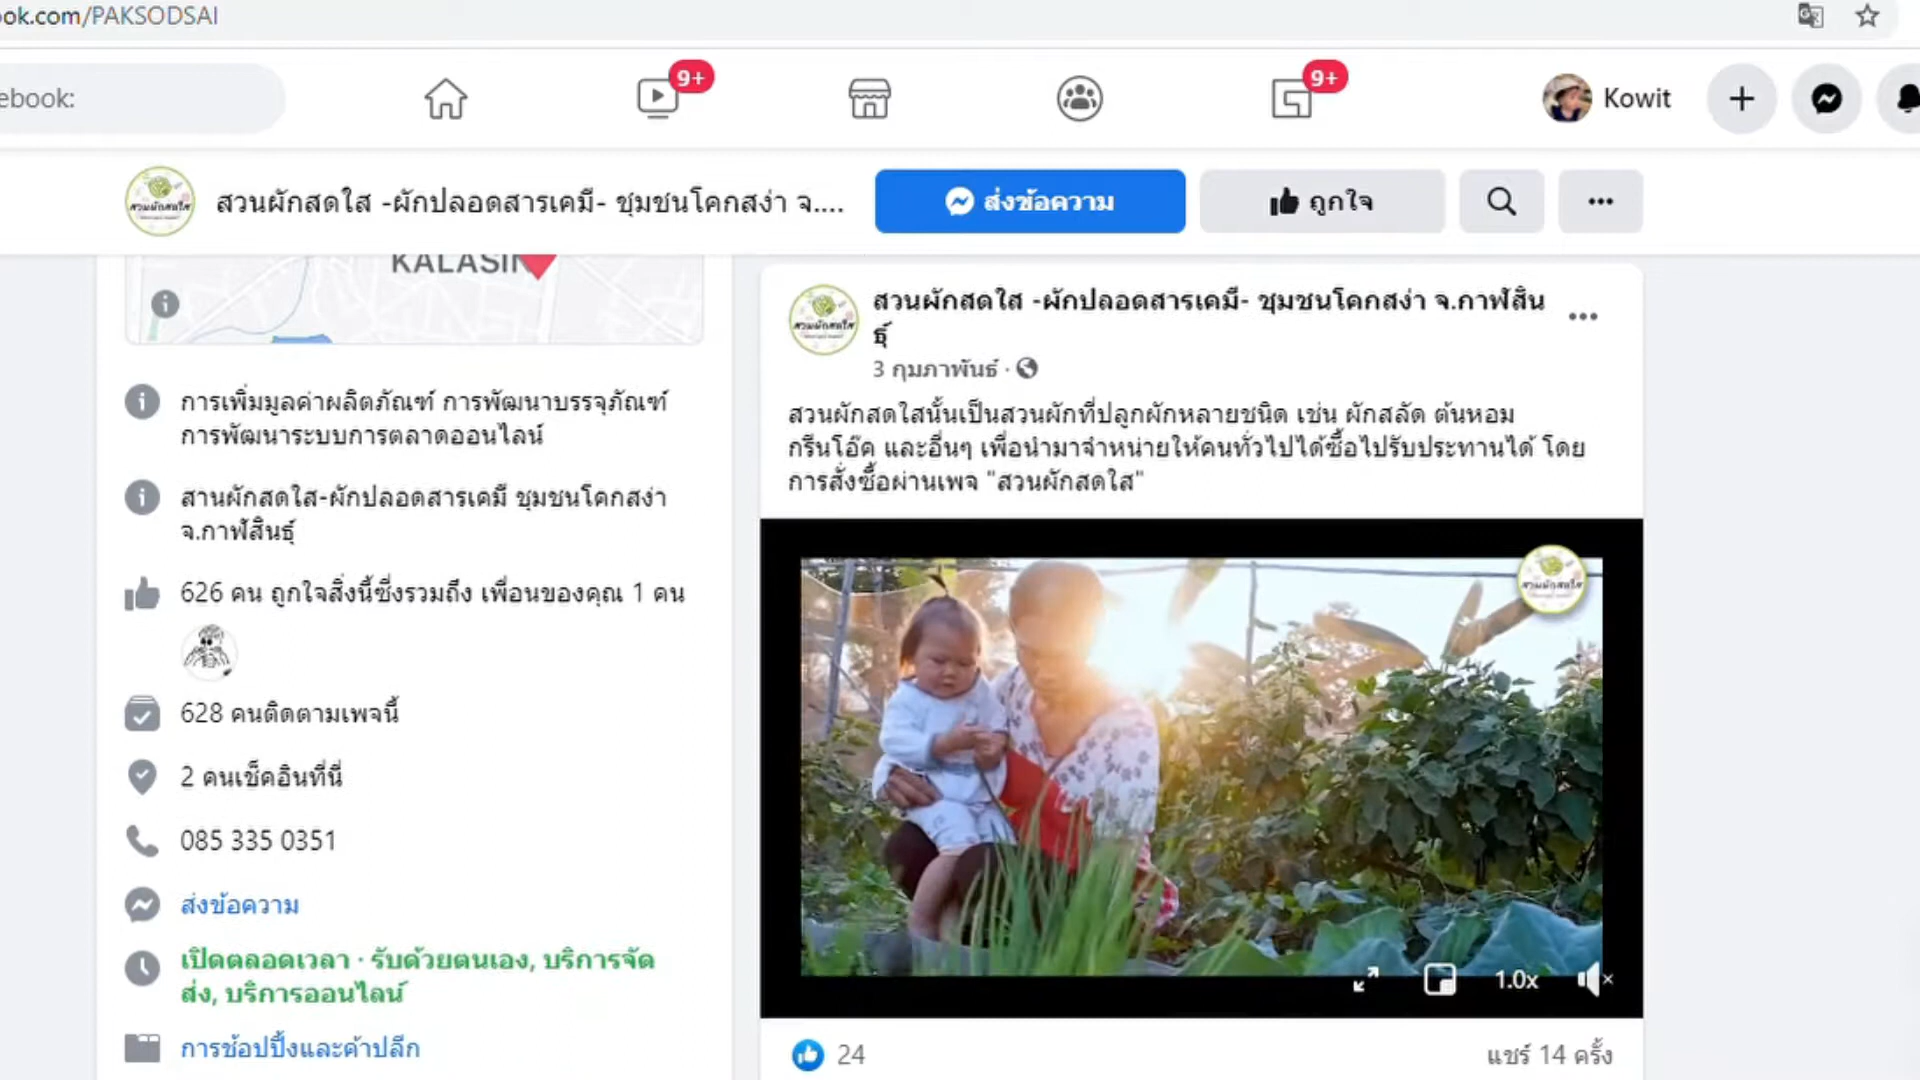 ook.com/PAKSODSAI
ebook:
9+
9+
Kowit
สวนผักสดใส -ผักปลอดสารเคมี- ชุมชนโคกสง่า จ....
ส่งข้อความ
ถูกใจ
KALASIN
การเพิ่มมูลค่าผลิตภัณฑ์ การพัฒนาบรรจุภัณฑ์
การพัฒนาระบบการตลาดออนไลน์
สานผักสดใส-ผักปลอดสารเคมี ชุมชนโคกสง่า
จ.กาฬสินธุ์
626 คน ถูกใจสิ่งนี้ซึ่งรวมถึง เพื่อนของคุณ 1 คน
628 คนติดตามเพจนี้
2 คนเช็คอินที่นี่
085 335 0351
ส่งข้อความ
เปิดตลอดเวลา · รับด้วยตนเอง, บริการจัด
ส่ง, บริการออนไลน์
การช้อปปิ้งและค้าปลีก
สวนผักสดใส -ผักปลอดสารเคมี- ชุมชนโคกสง่า จ.กาฬสิน
ธุ์
3 กุมภาพันธ์ ·
สวนผักสดใสนั้นเป็นสวนผักที่ปลูกผักหลายชนิด เช่น ผักสลัด ต้นหอม
กรีนโอ๊ค และอื่นๆ เพื่อนำมาจำหน่ายให้คนทั่วไปได้ซื้อไปรับประทานได้ โดย
การสั่งซื้อผ่านเพจ "สวนผักสดใส"
สวนผักสดใส
1.0x
24
แชร์ 14 ครั้ง